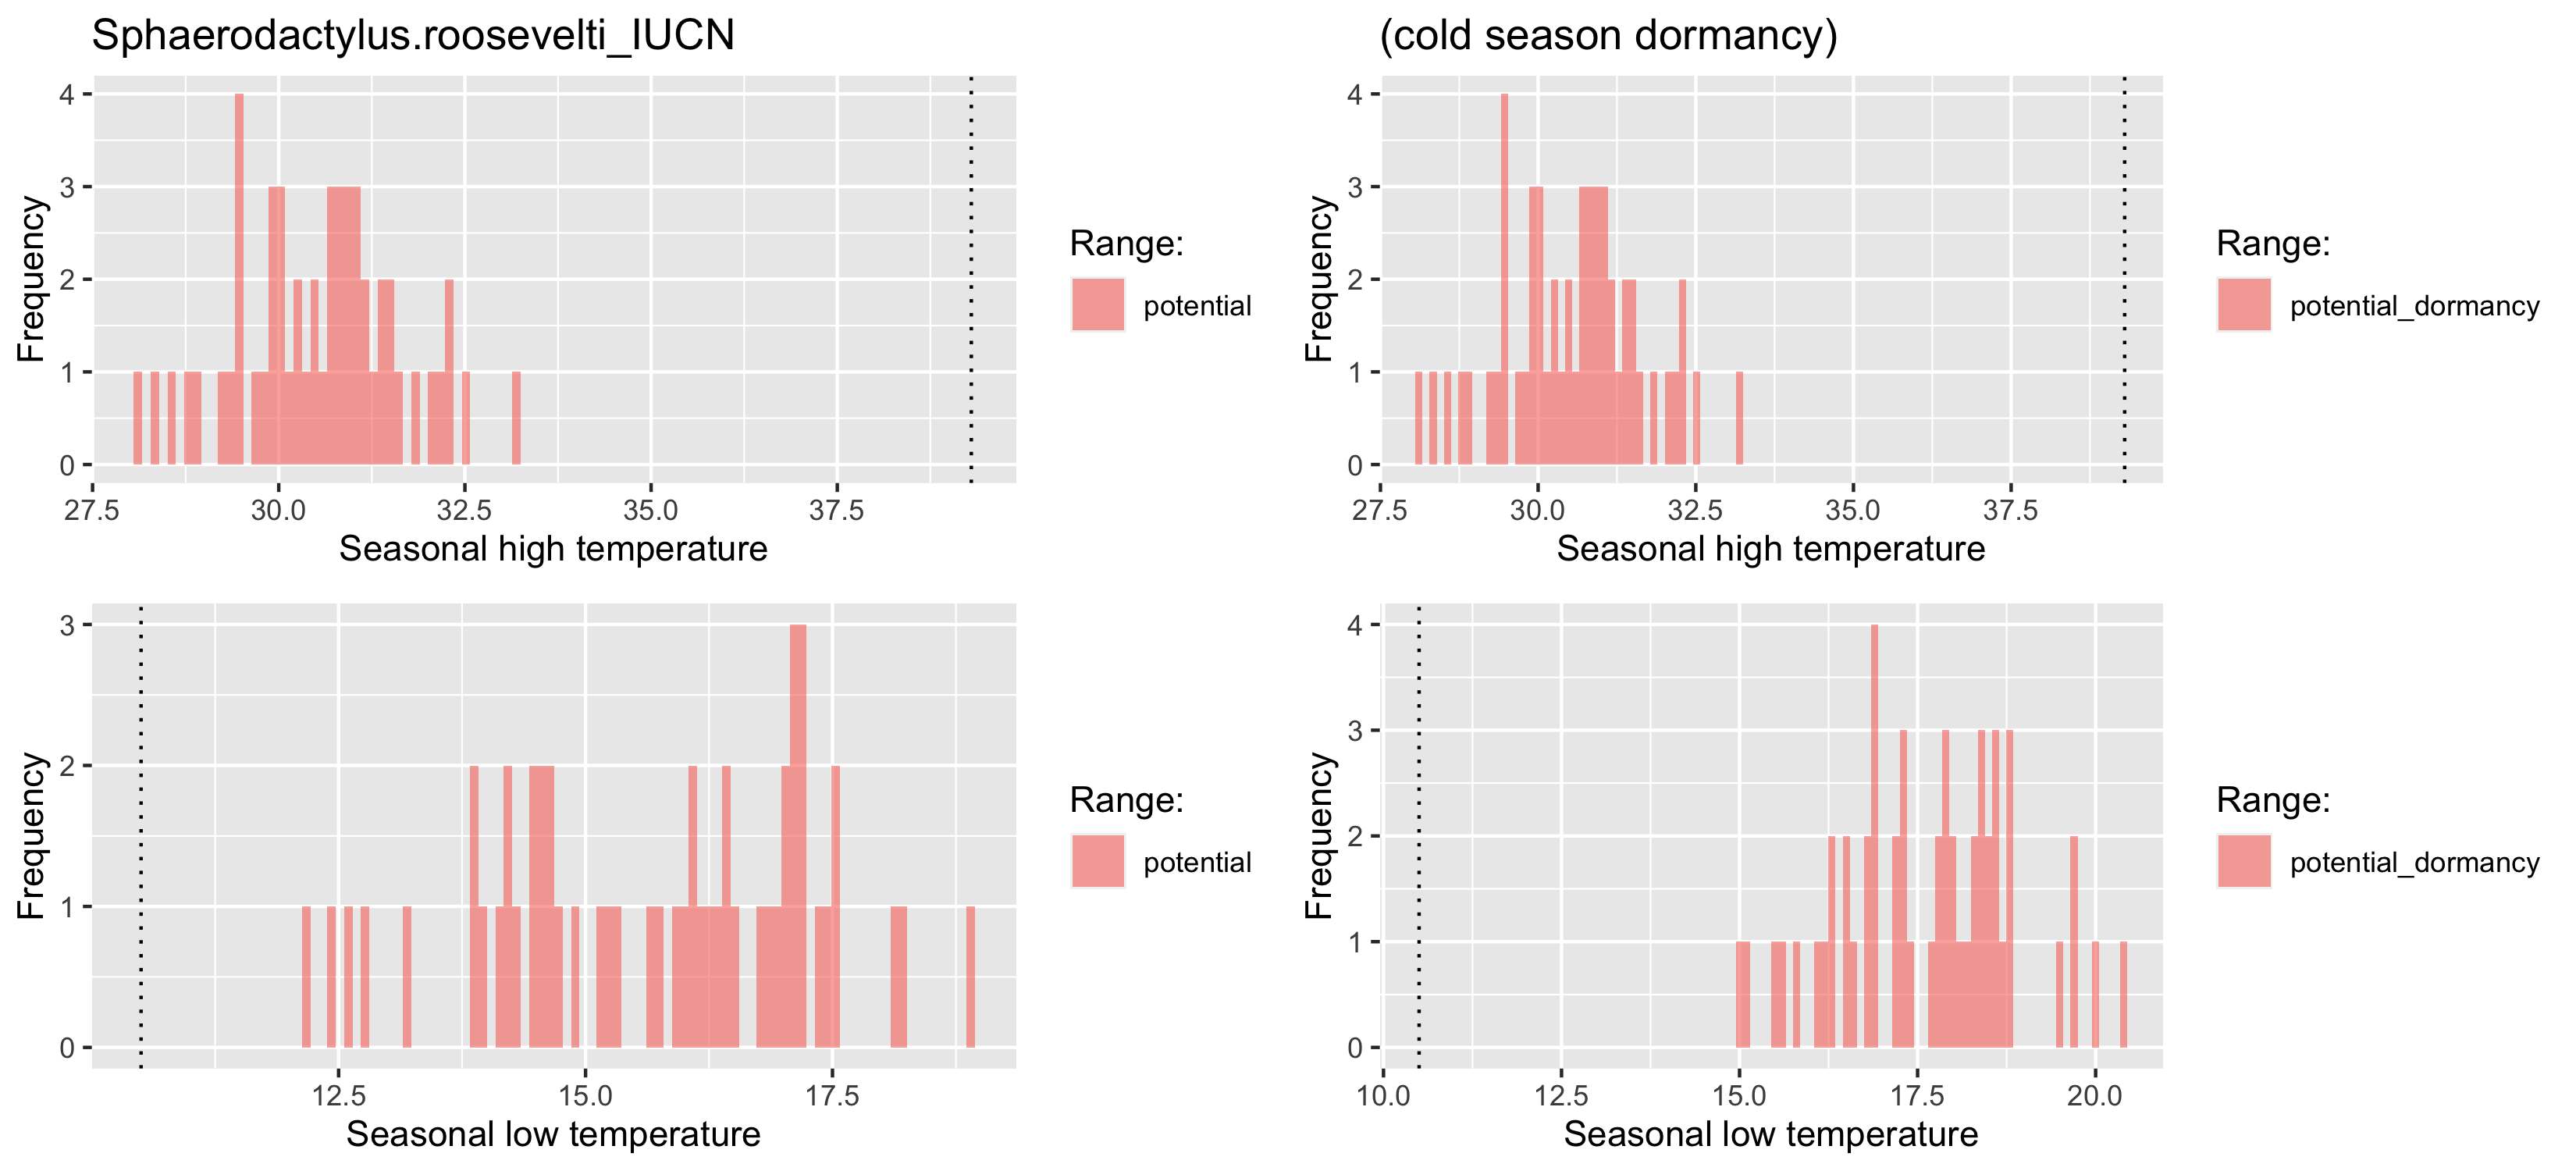 Sphaerodactylus.roosevelti_IUCN
Frequency
4
3
2
1
0
27.5 30.0 32.5 35.0 37.5
Seasonal high temperature
Range:
potential
(cold season dormancy)
Frequency
4
3
2
1
0
27.5 30.0 32.5 35.0 37.5
Seasonal high temperature
Range:
potential_dormancy
Frequency
3
2
1
0
12.5 15.0 17.5
Seasonal low temperature
Range:
potential
Frequency
4
3
2
1
0
10.0 12.5 15.0 17.5 20.0
Seasonal low temperature
Range:
potential_dormancy